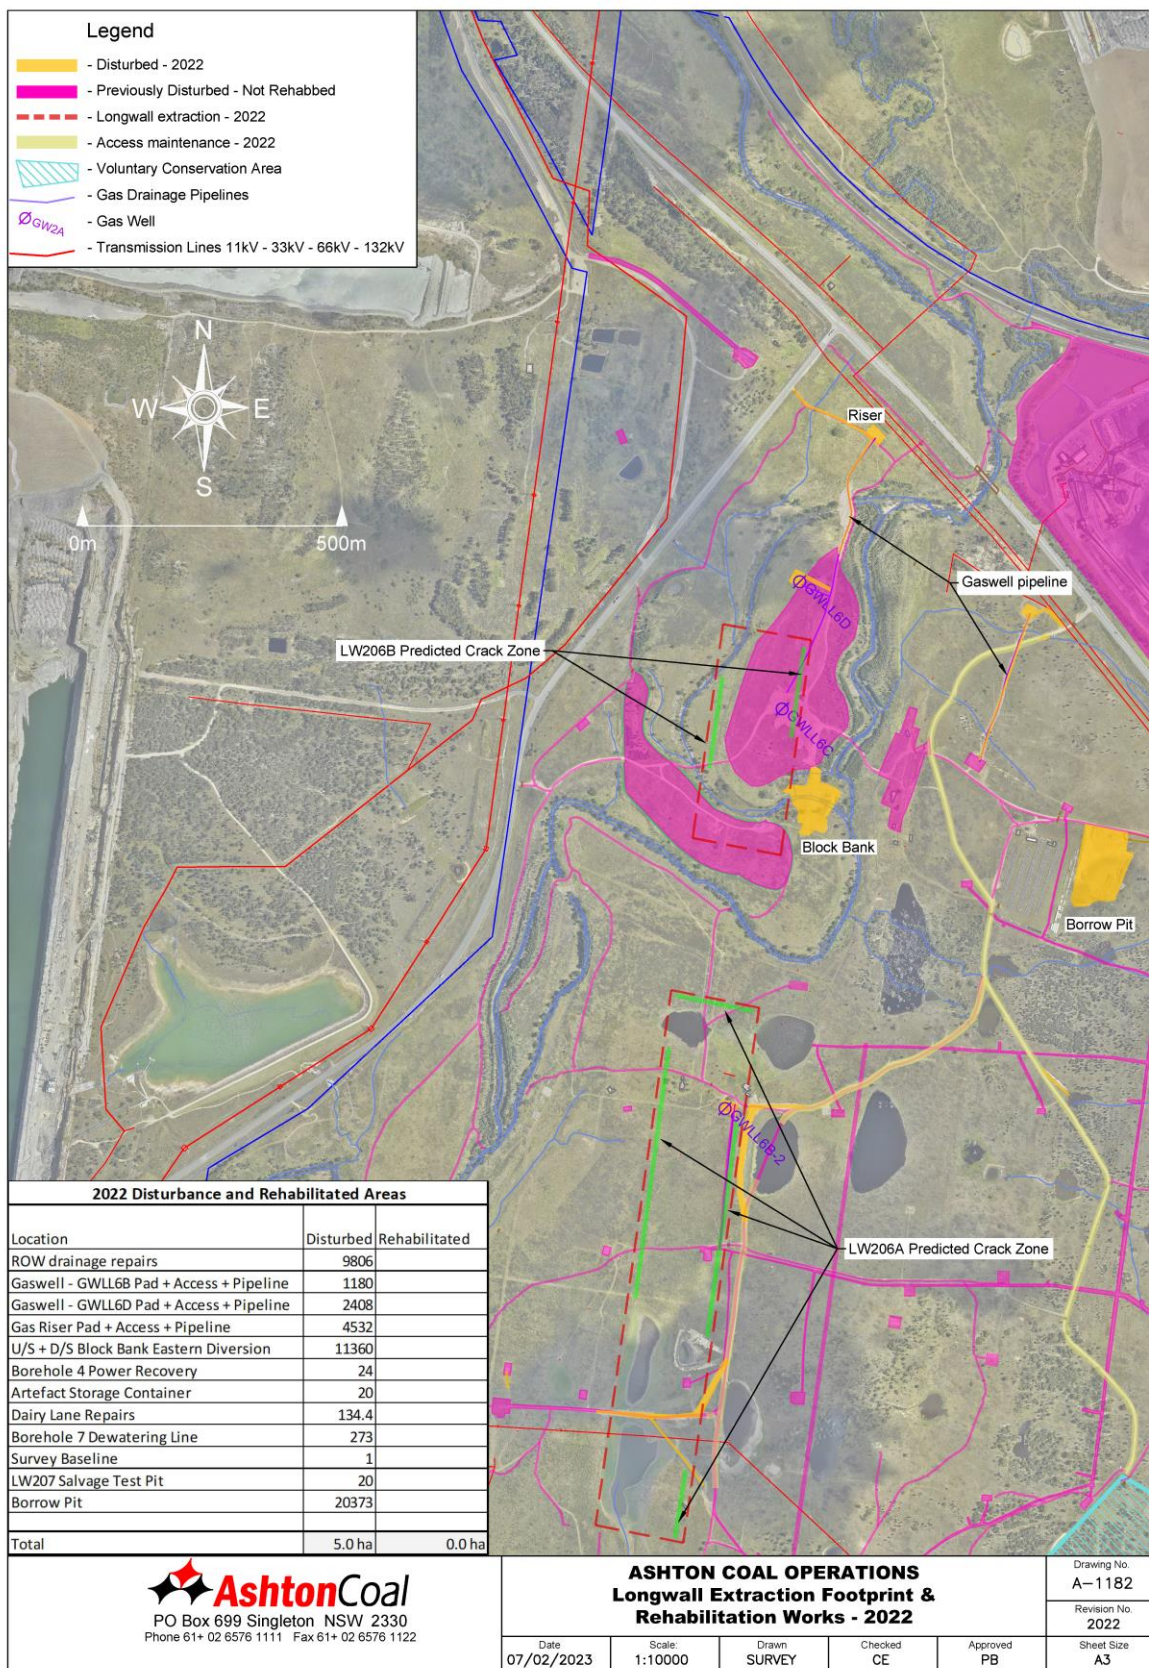 Legend
- Disturbed - 2022
- Previously Disturbed - Not Rehabbed
- Longwall extraction - 2022
- Access maintenance - 2022
- Voluntary Conservation Area
- Gas Drainage Pipelines
ØGW2A - Gas Well
- Transmission Lines 11kV - 33kV - 66kV - 132kV
N
W E
S
0m 500m
Riser
Gaswell pipeline
ØGWLL6D
LW206B Predicted Crack Zone
ØGWLL6C
Block Bank
Borrow Pit
ØGWLL6B-2
LW206A Predicted Crack Zone
2022 Disturbance and Rehabilitated Areas
Location Disturbed Rehabilitated
ROW drainage repairs 9806
Gaswell - GWLL6B Pad + Access + Pipeline 1180
Gaswell - GWLL6D Pad + Access + Pipeline 2408
Gas Riser Pad + Access + Pipeline 4532
U/S + D/S Block Bank Eastern Diversion 11360
Borehole 4 Power Recovery 24
Artefact Storage Container 20
Dairy Lane Repairs 134.4
Borehole 7 Dewatering Line 273
Survey Baseline 1
LW207 Salvage Test Pit 20
Borrow Pit 20373
Total 5.0 ha 0.0 ha
AshtonCoal
PO Box 699 Singleton NSW 2330
Phone 61+ 02 6576 1111 Fax 61+ 02 6576 1122
ASHTON COAL OPERATIONS
Longwall Extraction Footprint &
Rehabilitation Works - 2022
Drawing No.
A-1182
Revision No.
2022
Date Scale: Drawn Checked Approved Sheet Size
07/02/2023 1:10000 SURVEY CE PB A3